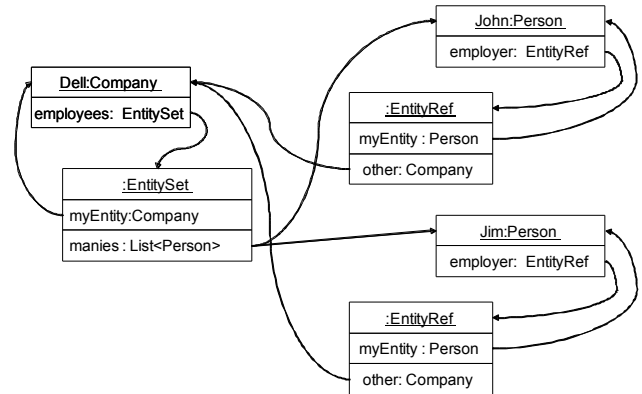 John:Person
employer: EntityRef
Dell:Company
employees: EntitySet
:EntityRef
myEntity : Person
other: Company
:EntitySet
myEntity:Company
manies : List<Person>
Jim:Person
employer: EntityRef
:EntityRef
myEntity : Person
other: Company